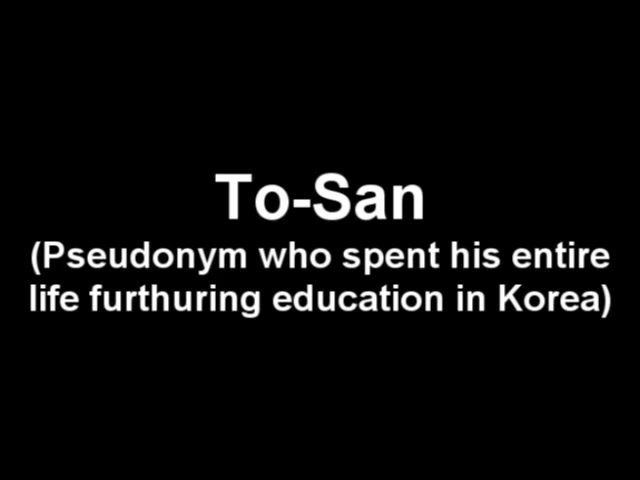 To-San
(Pseudonym who spent his entire
life furthuring education in Korea)